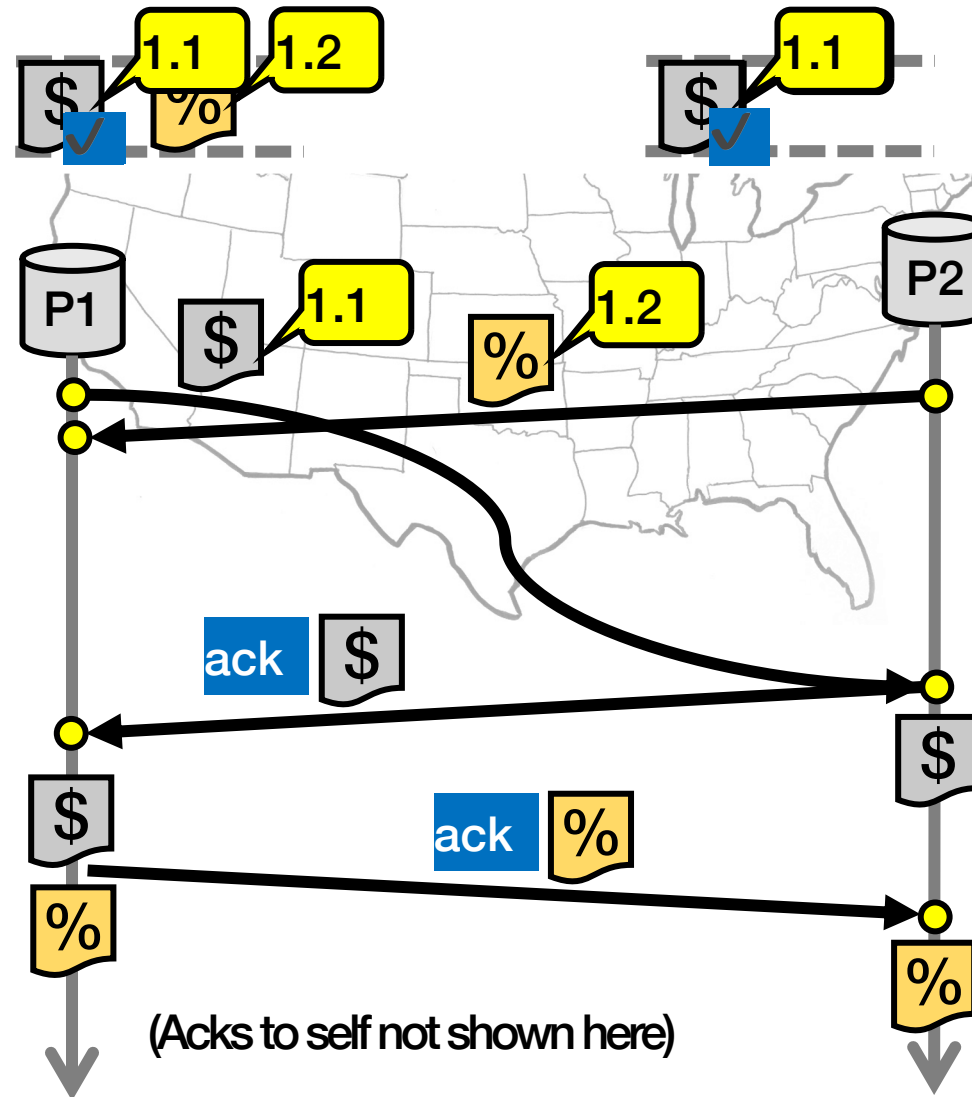 $ 1.1 % 1.2
$ 1.1
P1
P2
$ 1.1
% 1.2
ack $
$
$
ack %
%
%
(Acks to self not shown here)